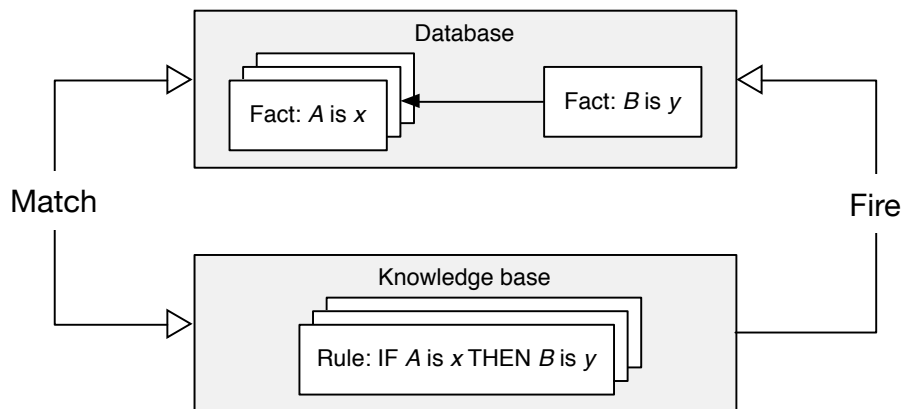 Database
Fact: A is x
Fact: B is y
Match
Fire
Knowledge base
Rule: IF A is x THEN B is y